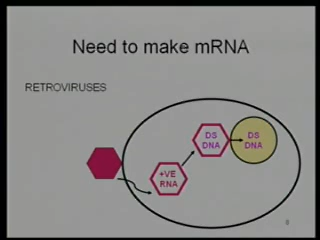 Need to make mRNA
RETROVIRUSES
DS
DNA
DS
DNA
+VE
RNA